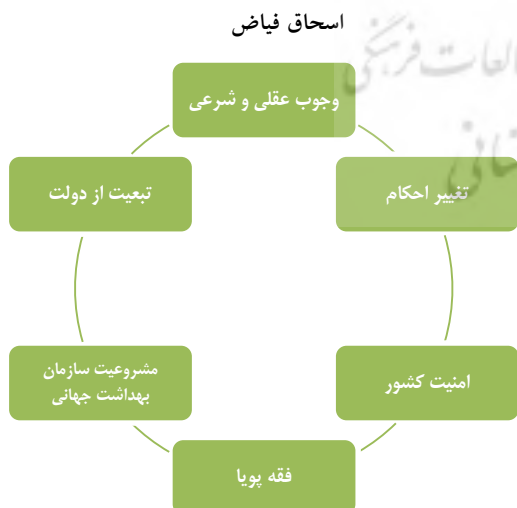 اسحاق فیاض
وجوب عقلی و شرعی
تغییر احکام
امنیت کشور
فقه پویا
مشروعیت سازمان
بهداشت جهانی
تبعیت از دولت